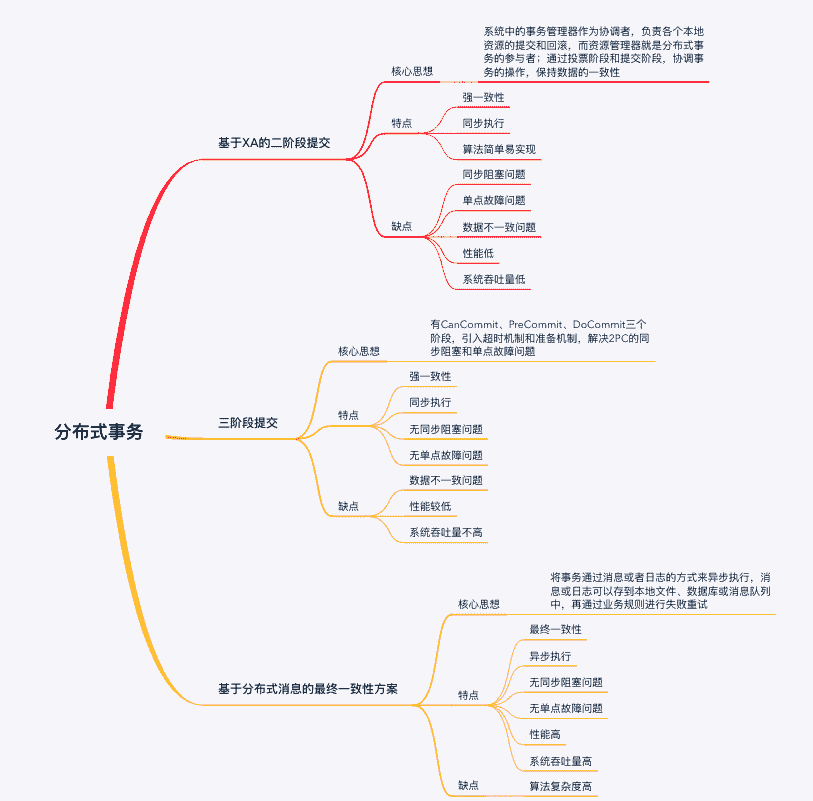 分布式事务
基于XA的二阶段提交
核心思想
系统中的事务管理器作为协调者，负责各个本地
资源的提交和回滚，而资源管理器就是分布式事
务的参与者；通过投票阶段和提交阶段，协调事
务的操作，保持数据的一致性
特点
强一致性
同步执行
算法简单易实现
缺点
同步阻塞问题
单点故障问题
数据不一致问题
性能低
系统吞吐量低
三阶段提交
核心思想
有CanCommit、PreCommit、DoCommit三个
阶段，引入超时机制和准备机制，解决2PC的同
步阻塞和单点故障问题
特点
强一致性
同步执行
无同步阻塞问题
无单点故障问题
缺点
数据不一致问题
性能较低
系统吞吐量不高
基于分布式消息的最终一致性方案
核心思想
将事务通过消息或者日志的方式来异步执行，消
息或日志可以存到本地文件、数据库或消息队列
中，再通过业务规则进行失败重试
特点
最终一致性
异步执行
无同步阻塞问题
无单点故障问题
性能高
系统吞吐量高
缺点
算法复杂度高